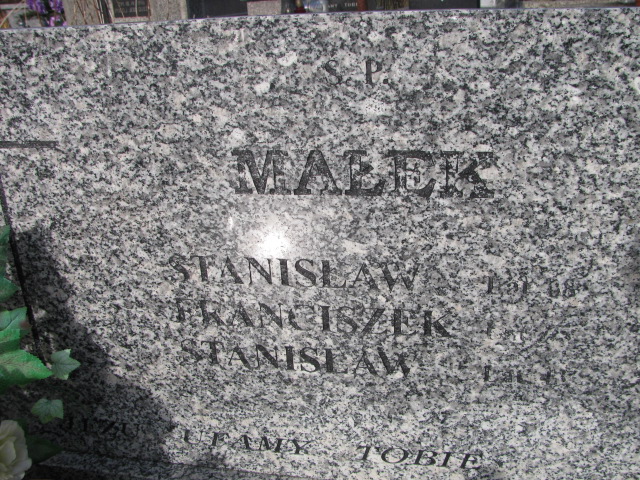 S. P.
MAŁEK
STANISŁAW
FRANCISZEK
STANISŁAW
UFAMY TOBIE